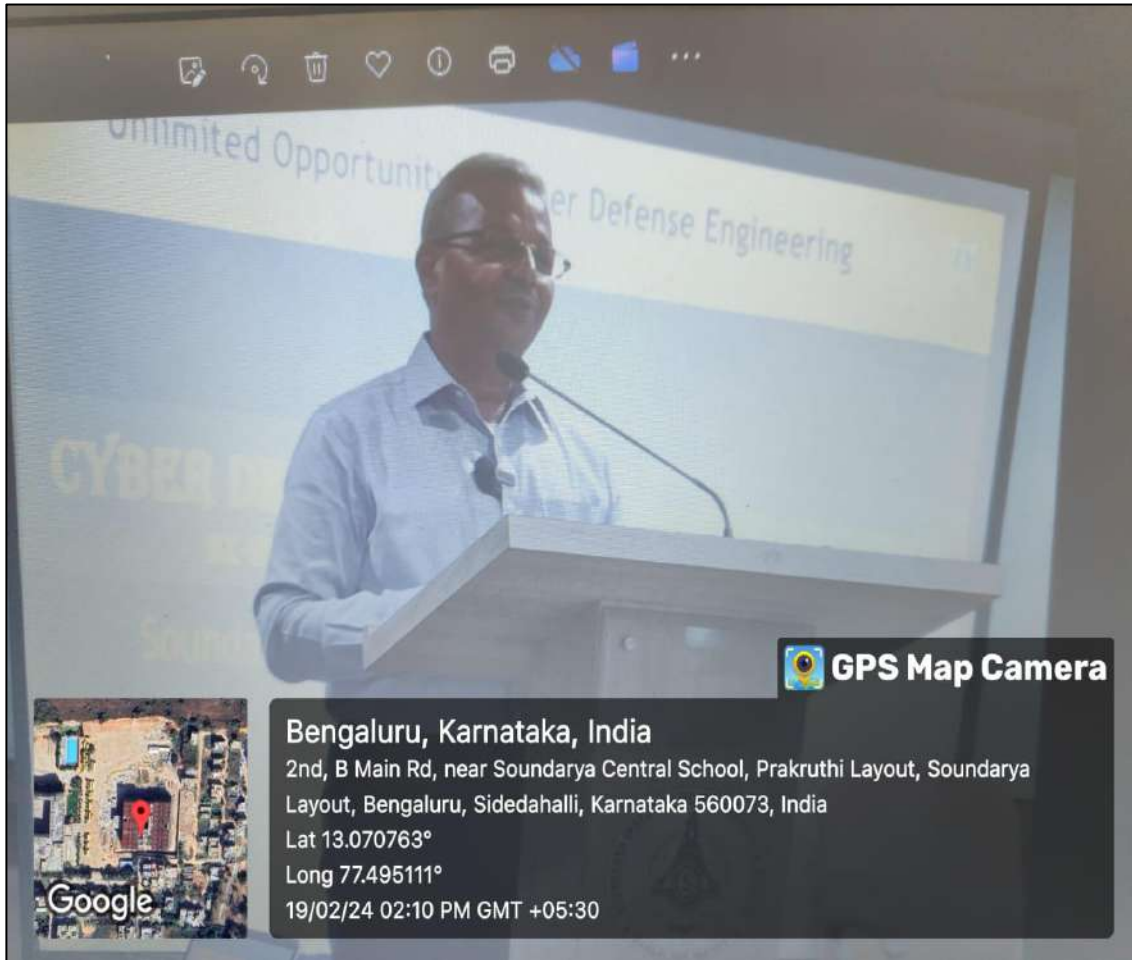 Unlimited Opportunity
Defense Engineering
CYBER
GPS Map Camera
Bengaluru, Karnataka, India
2nd, B Main Rd, near Soundarya Central School, Prakruthi Layout, Soundarya
Layout, Bengaluru, Sidedahalli, Karnataka 560073, India
Lat 13.070763°
Long 77.495111°
19/02/24 02:10 PM GMT +05:30
Google